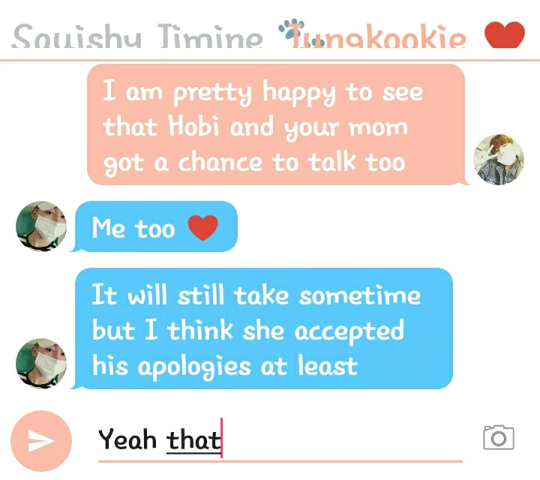 Squishy Jimine Jungkookie
I am pretty happy to see
that Hobi and your mom
got a chance to talk too
Me too
It will still take sometime
but I think she accepted
his apologies at least
Yeah that